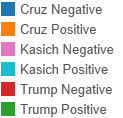 Cruz Negative
Cruz Positive
Kasich Negative
Kasich Positive
Trump Negative
Trump Positive